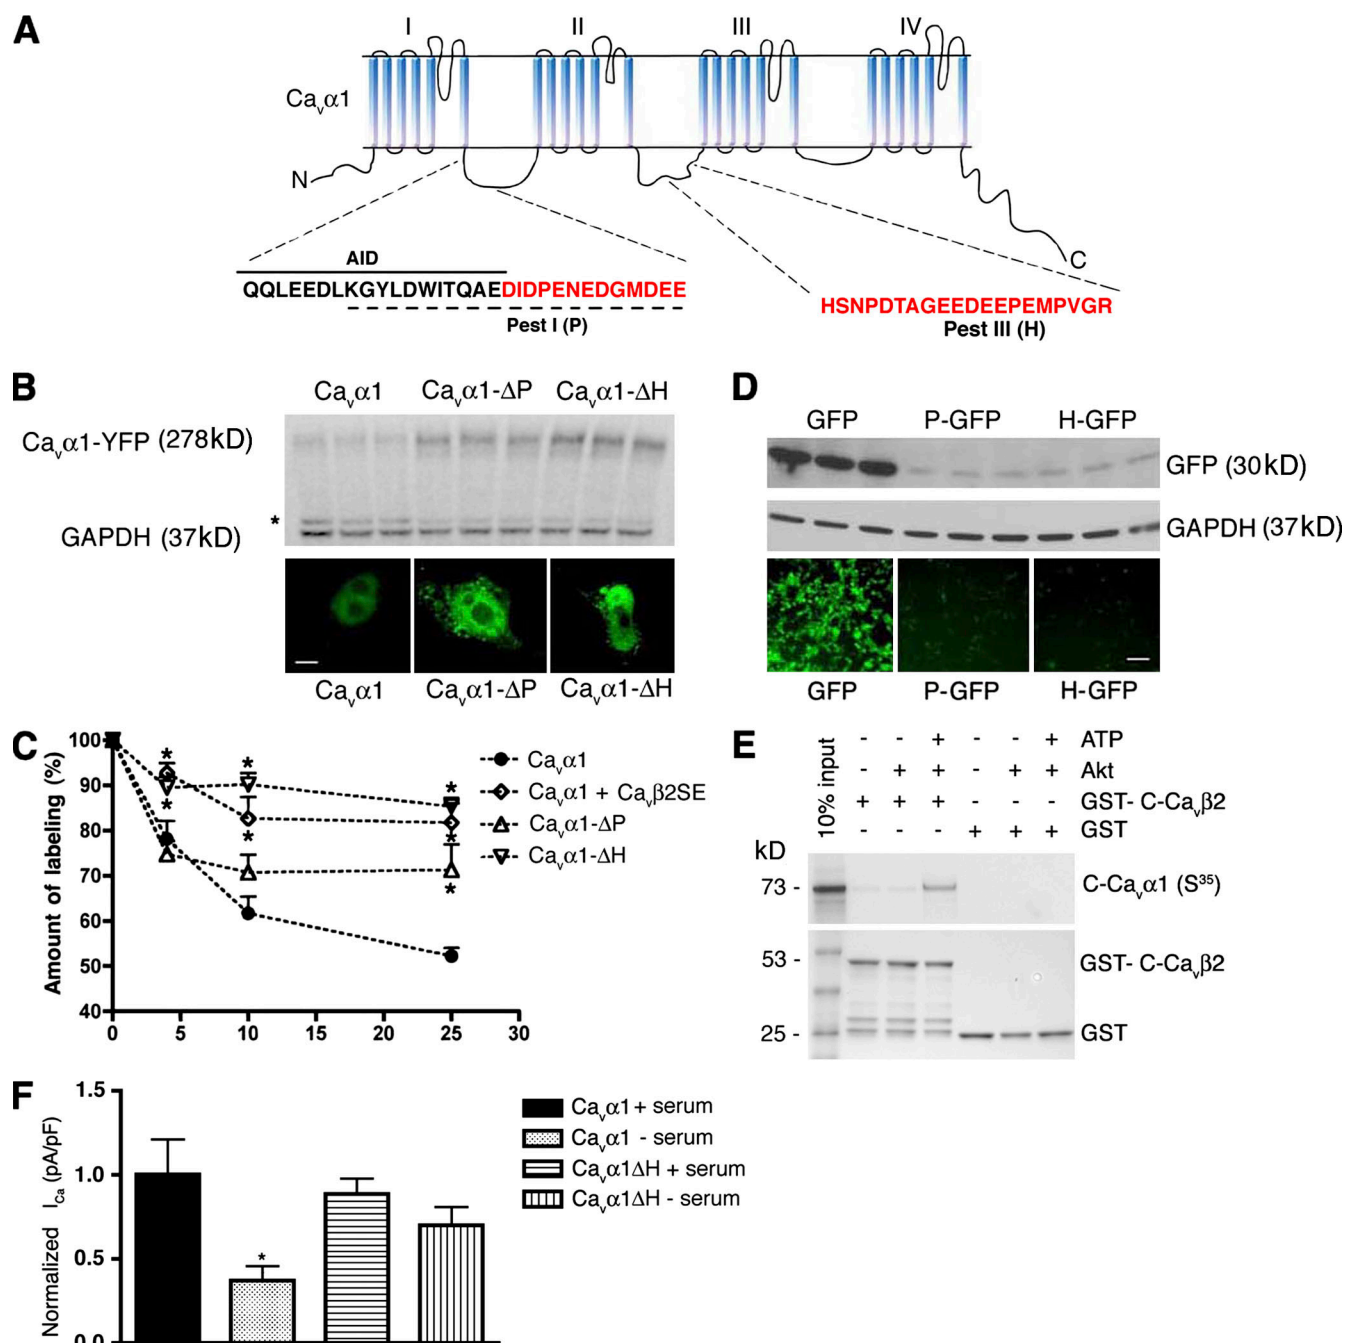 A
I II III IV
Cavα1
N
C
AID
QQLEEDLKGYLDWITQAEDIDPENEDGMDEE
Pest I (P)
HSNPDTAGEEDEEPEMPVGR
Pest III (H)
B
Cavα1 Cavα1-ΔP Cavα1-ΔH
Cavα1-YFP (278kD)
*
GAPDH (37kD)
Cavα1 Cavα1-ΔP Cavα1-ΔH
D
GFP P-GFP H-GFP
GFP (30kD)
GAPDH (37kD)
GFP P-GFP H-GFP
C
Amount of labeling (%)
100
90
80
70
60
50
40
0 5 10 15 20 25 30
* * * * * * * *
Cavα1
Cavα1 + Cavβ2SE
Cavα1-ΔP
Cavα1-ΔH
E
10% input
- - + - - + ATP
- + + - + + Akt
+ + + - - - GST- C-Cavβ2
- - - + + + GST
kD
73 - C-Cavα1 (S35)
53 - GST- C-Cavβ2
25 - GST
F
Normalized ICa (pA/pF)
1.5
1.0
0.5
0.0
*
Cavα1 + serum
Cavα1 - serum
Cavα1ΔH + serum
Cavα1ΔH - serum